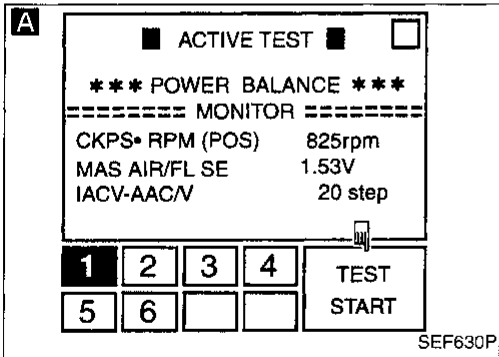 A
■ ACTIVE TEST ■ □
*** POWER BALANCE ***
======== MONITOR ========
CKPS• RPM (POS) 825rpm
MAS AIR/FL SE 1.53V
IACV-AAC/V 20 step
1 2 3 4 TEST
5 6 START
SEF630P